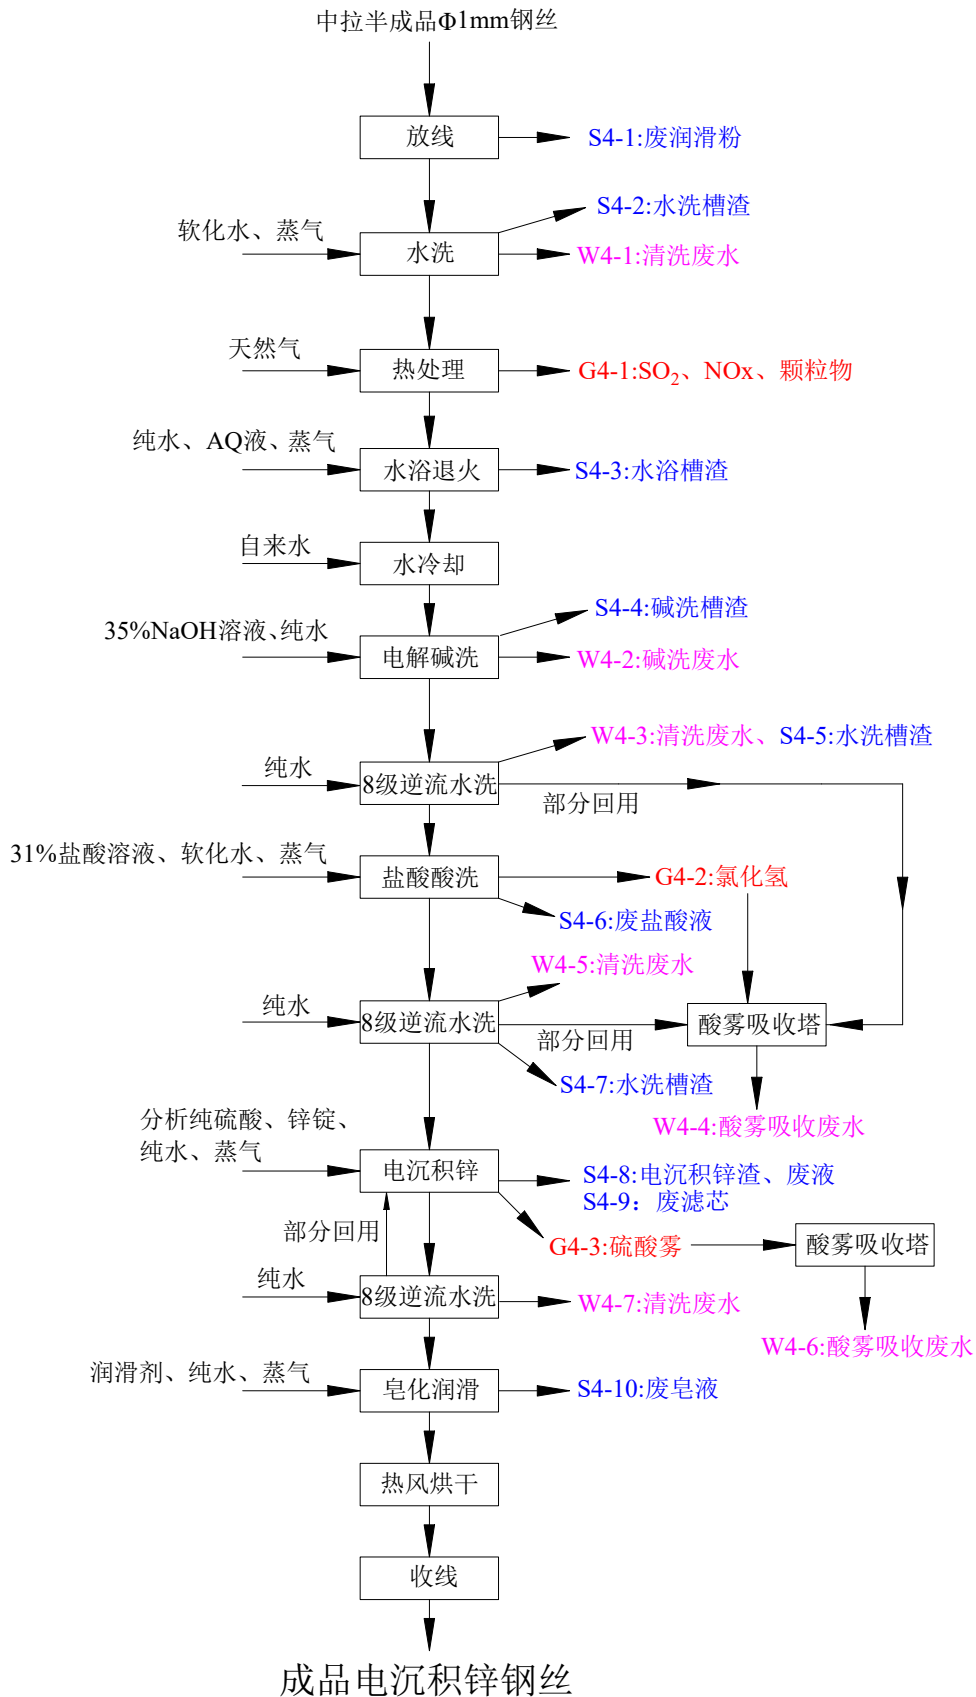 中拉半成品Φ1mm钢丝
放线
S4-1:废润滑粉
S4-2:水洗槽渣
软化水、蒸气
水洗
W4-1:清洗废水
天然气
热处理
G4-1:SO₂、NOx、颗粒物
纯水、AQ液、蒸气
水浴退火
S4-3:水浴槽渣
自来水
水冷却
S4-4:碱洗槽渣
35%NaOH溶液、纯水
电解碱洗
W4-2:碱洗废水
W4-3:清洗废水、S4-5:水洗槽渣
纯水
8级逆流水洗
部分回用
31%盐酸溶液、软化水、蒸气
盐酸酸洗
G4-2:氯化氢
S4-6:废盐酸液
W4-5:清洗废水
纯水
8级逆流水洗
部分回用
酸雾吸收塔
S4-7:水洗槽渣
W4-4:酸雾吸收废水
分析纯硫酸、锌锭、
纯水、蒸气
电沉积锌
S4-8:电沉积锌渣、废液
S4-9：废滤芯
部分回用
G4-3:硫酸雾
酸雾吸收塔
纯水
8级逆流水洗
W4-7:清洗废水
W4-6:酸雾吸收废水
润滑剂、纯水、蒸气
皂化润滑
S4-10:废皂液
热风烘干
收线
成品电沉积锌钢丝